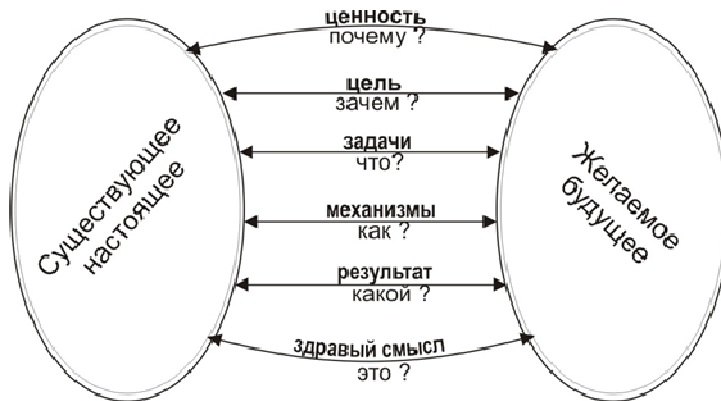 ценность
почему ?
цель
зачем ?
задачи
что?
механизмы
как ?
результат
какой ?
здравый смысл
это ?
Существующее
настоящее
Желаемое
будущее